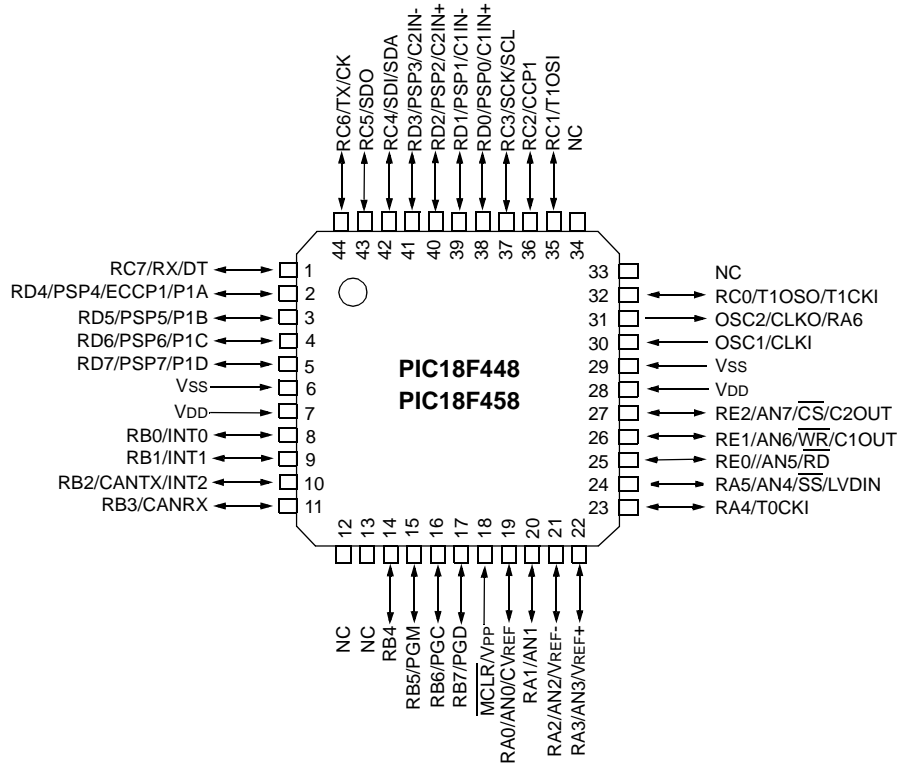 RC6/TX/CK
RC5/SDO
RC4/SDI/SDA
RD3/PSP3/C2IN-
RD2/PSP2/C2IN+
RD1/PSP1/C1IN-
RD0/PSP0/C1IN+
RC3/SCK/SCL
RC2/CCP1
RC1/T1OSI
NC
44
43
42
41
40
39
38
37
36
35
34
RC7/RX/DT
1
RD4/PSP4/ECCP1/P1A
2
RD5/PSP5/P1B
3
RD6/PSP6/P1C
4
RD7/PSP7/P1D
5
VSS
6
VDD
7
RB0/INT0
8
RB1/INT1
9
RB2/CANTX/INT2
10
RB3/CANRX
11
PIC18F448
PIC18F458
33
NC
32
RC0/T1OSO/T1CKI
31
OSC2/CLKO/RA6
30
OSC1/CLKI
29
VSS
28
VDD
27
RE2/AN7/CS/C2OUT
26
RE1/AN6/WR/C1OUT
25
RE0//AN5/RD
24
RA5/AN4/SS/LVDIN
23
RA4/T0CKI
12
13
14
15
16
17
18
19
20
21
22
NC
NC
RB4
RB5/PGM
RB6/PGC
RB7/PGD
MCLR/VPP
RA0/AN0/CVREF
RA1/AN1
RA2/AN2/VREF-
RA3/AN3/VREF+